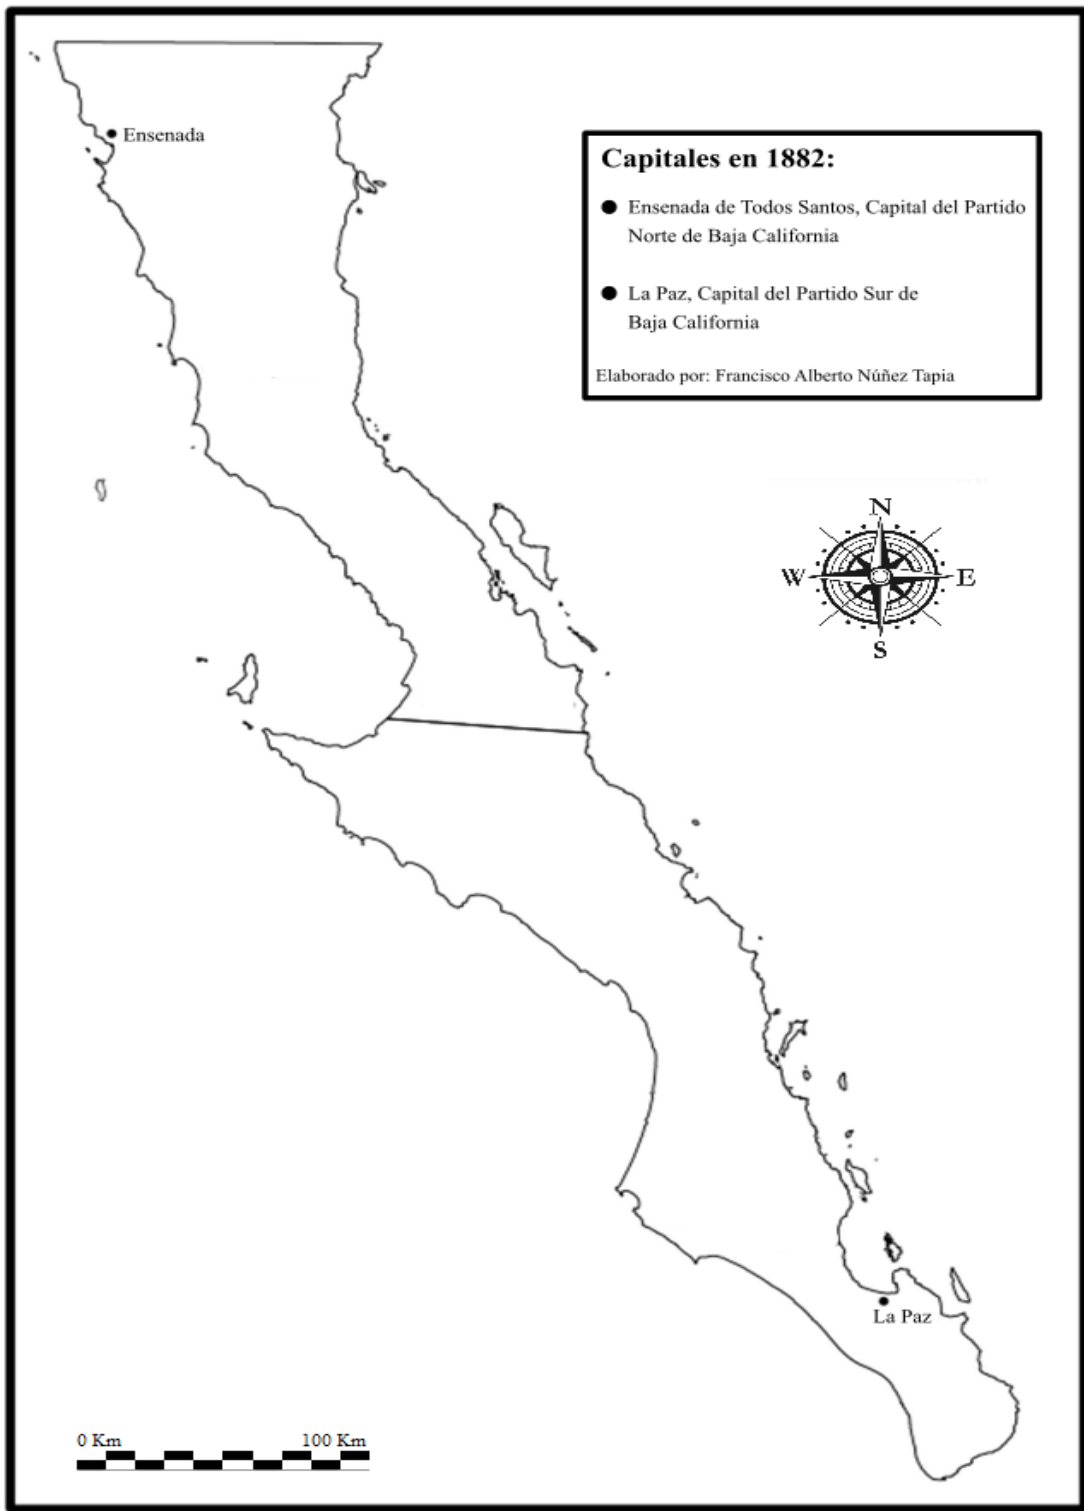 Ensenada
Capitales en 1882:
Ensenada de Todos Santos, Capital del Partido
Norte de Baja California
La Paz, Capital del Partido Sur de
Baja California
Elaborado por: Francisco Alberto Núñez Tapia
N
W E
S
La Paz
0 Km 100 Km